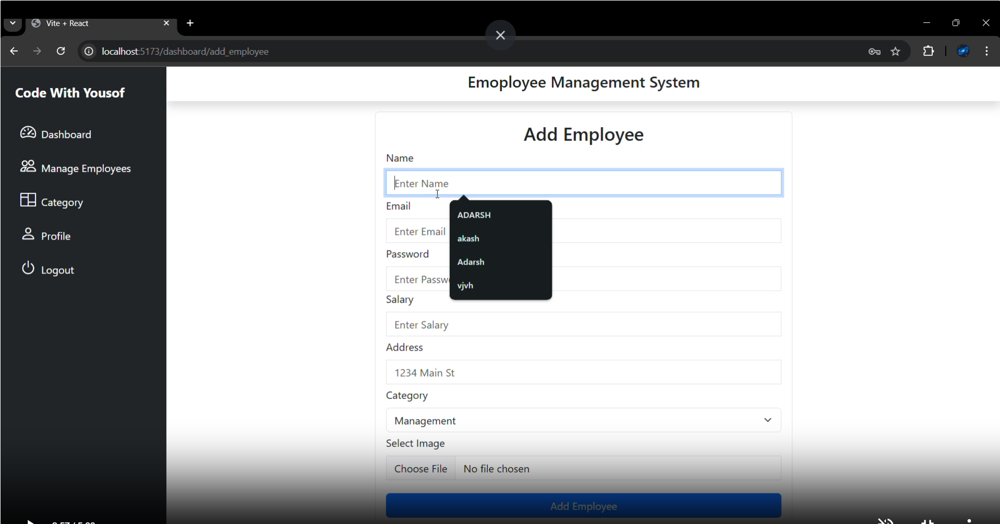 Vite + React
localhost:5173/dashboard/add_employee
Code With Yousof
Emoployee Management System
Dashboard
Manage Employees
Category
Profile
Logout
Add Employee
Name
Enter Name
Email
Enter Email
Password
Enter Passw
ADARSH
akash
Adarsh
vjvh
Salary
Enter Salary
Address
1234 Main St
Category
Management
Select Image
Choose File No file chosen
Add Employee